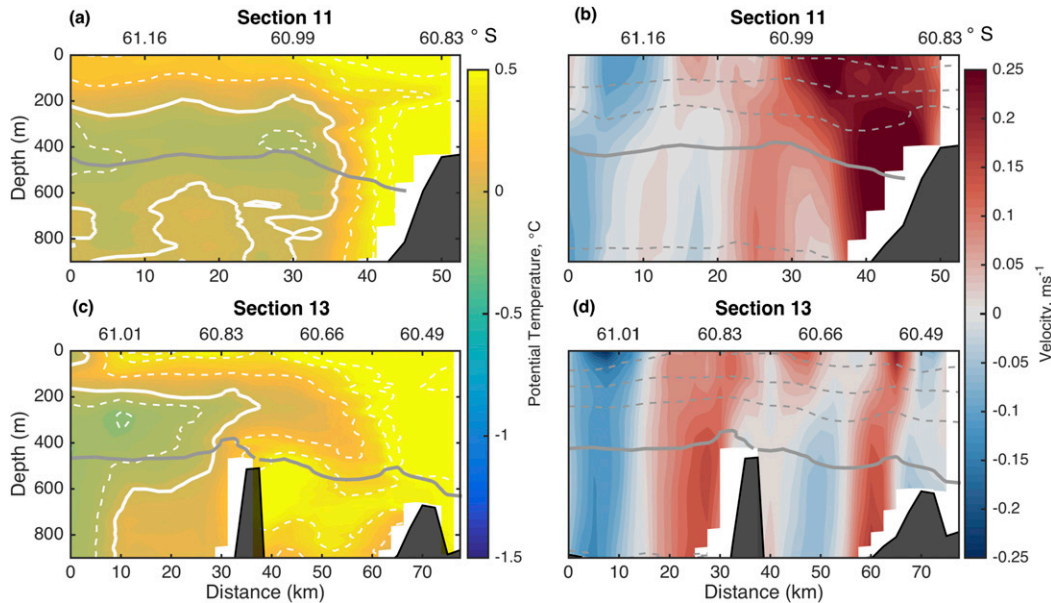 (a) Section 11
61.16 60.99 60.83 ° S
(b) Section 11
61.16 60.99 60.83 ° S
0
200
400
600
800
Depth (m)
0 10 20 30 40 50
0.5
0
-0.5
-1
-1.5
Potential Temperature, °C
0 10 20 30 40 50
0.25
0.2
0.15
0.1
0.05
0
-0.05
-0.1
-0.15
-0.2
-0.25
Velocity, ms-1
(c) Section 13
61.01 60.83 60.66 60.49
(d) Section 13
61.01 60.83 60.66 60.49
0
200
400
600
800
Depth (m)
0 10 20 30 40 50 60 70
Distance (km)
0 10 20 30 40 50 60 70
Distance (km)